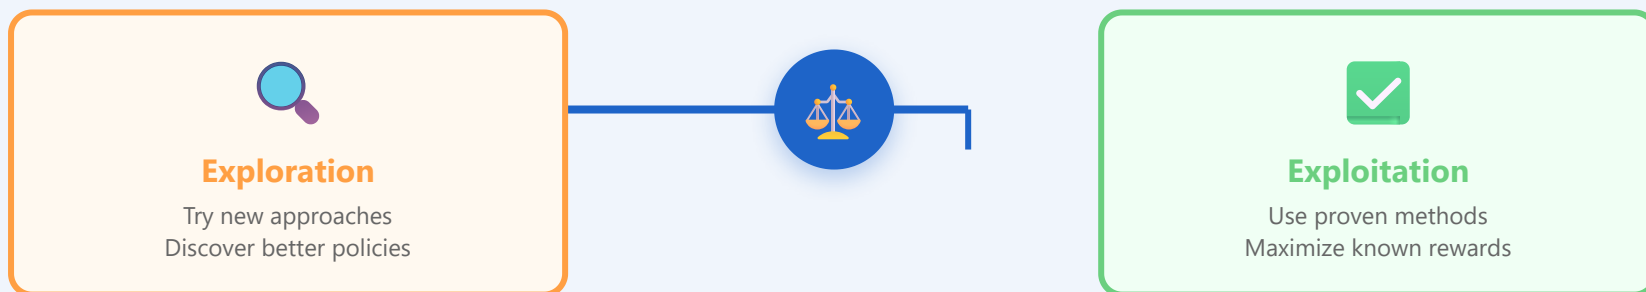 Exploration
Try new approaches
Discover better policies
Exploitation
Use proven methods
Maximize known rewards